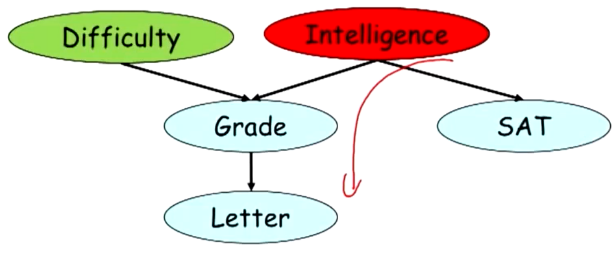 Difficulty
Intelligence
Grade
SAT
Letter